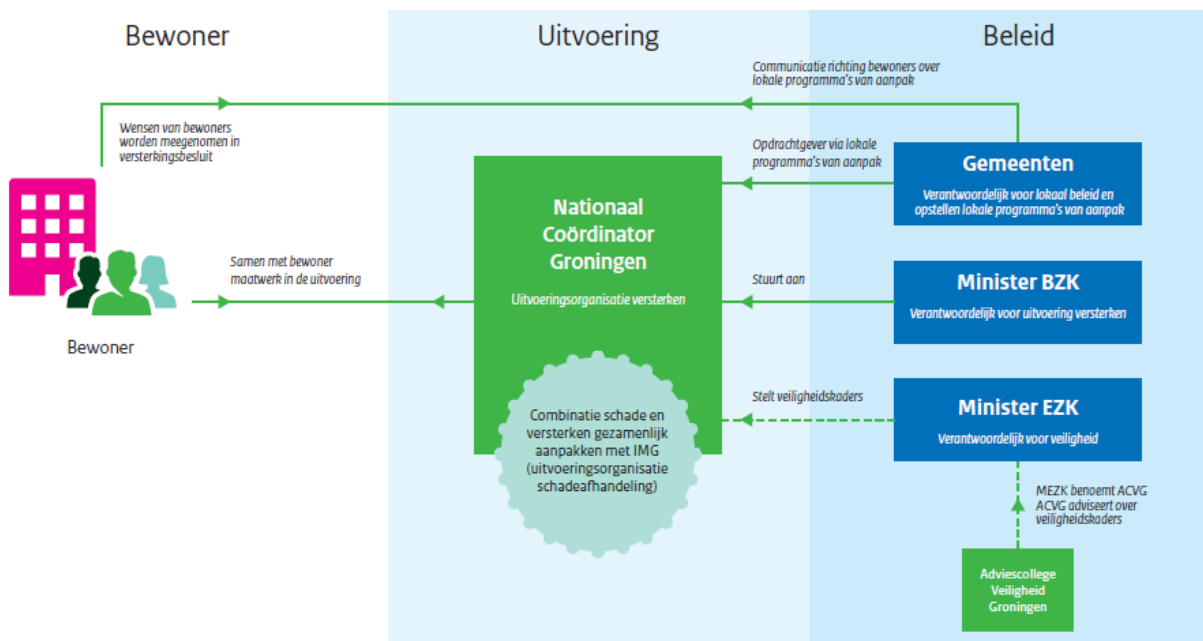 Bewoner
Uitvoering
Beleid
Communicatie richting bewoners over
lokale programma's van aanpak
Wensen van bewoners
worden meegenomen in
versterkingsbesluit
Opdrachtgever via lokale
programma's van aanpak
Gemeenten
Verantwoordelijk voor lokaal beleid en
opstellen lokale programma's van aanpak
Nationaal
Coördinator
Groningen
Uitvoeringsorganisatie versterken
Samen met bewoner
maatwerk in de uitvoering
Stuurt aan
Minister BZK
Verantwoordelijk voor uitvoering versterken
Bewoner
Stelt veiligheidskaders
Minister EZK
Verantwoordelijk voor veiligheid
Combinatie schade en
versterken gezamenlijk
aanpakken met IMG
(uitvoeringsorganisatie
schadeafhandeling)
MEZK benoemt ACVG
ACVG adviseert over
veiligheidskaders
Adviescollege
Veiligheid
Groningen